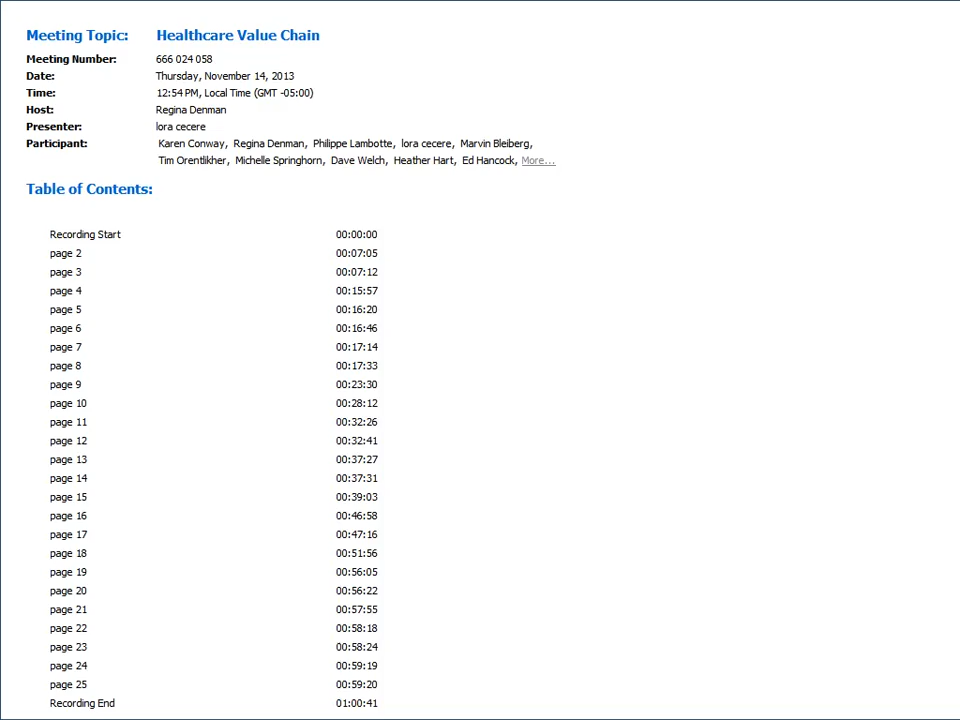 Meeting Topic: Healthcare Value Chain
Meeting Number: 666 024 058
Date: Thursday, November 14, 2013
Time: 12:54 PM, Local Time (GMT -05:00)
Host: Regina Denman
Presenter: lora cecere
Participant: Karen Conway, Regina Denman, Philippe Lambotte, lora cecere, Marvin Bleiberg,
Tim Orentlikher, Michelle Springhorn, Dave Welch, Heather Hart, Ed Hancock, More...
Table of Contents:
Recording Start 00:00:00
page 2 00:07:05
page 3 00:07:12
page 4 00:15:57
page 5 00:16:20
page 6 00:16:46
page 7 00:17:14
page 8 00:17:33
page 9 00:23:30
page 10 00:28:12
page 11 00:32:26
page 12 00:32:41
page 13 00:37:27
page 14 00:37:31
page 15 00:39:03
page 16 00:46:58
page 17 00:47:16
page 18 00:51:56
page 19 00:56:05
page 20 00:56:22
page 21 00:57:55
page 22 00:58:18
page 23 00:58:24
page 24 00:59:19
page 25 00:59:20
Recording End 01:00:41